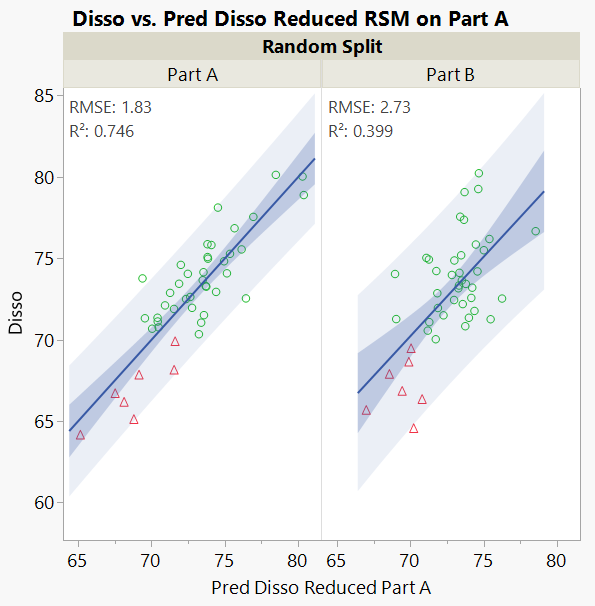 Disso vs. Pred Disso Reduced RSM on Part A
Random Split
Part A Part B
RMSE: 1.83 RMSE: 2.73
R²: 0.746 R²: 0.399
85
80
75
70
65
60
Disso
65 70 75 80 65 70 75 80
Pred Disso Reduced Part A